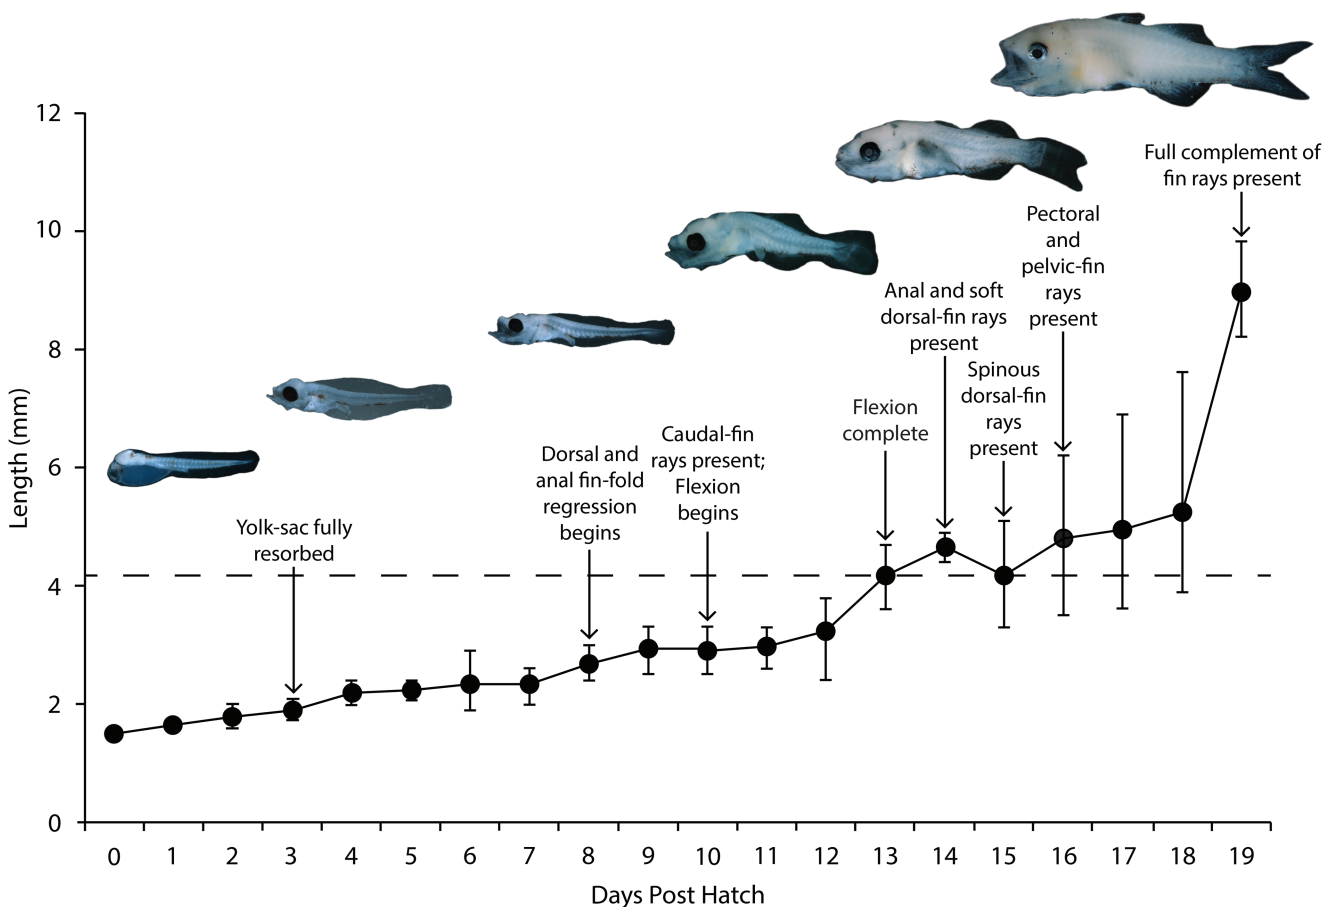 Full complement of
fin rays present
Pectoral
and
pelvic-fin
rays
present
Anal and soft
dorsal-fin rays
present
Spinous
dorsal-fin
rays
present
Flexion
complete
Caudal-fin
rays present;
Flexion
begins
Dorsal and
anal fin-fold
regression
begins
Yolk-sac fully
resorbed
Length (mm)
12
10
8
6
4
2
0
0 1 2 3 4 5 6 7 8 9 10 11 12 13 14 15 16 17 18 19
Days Post Hatch